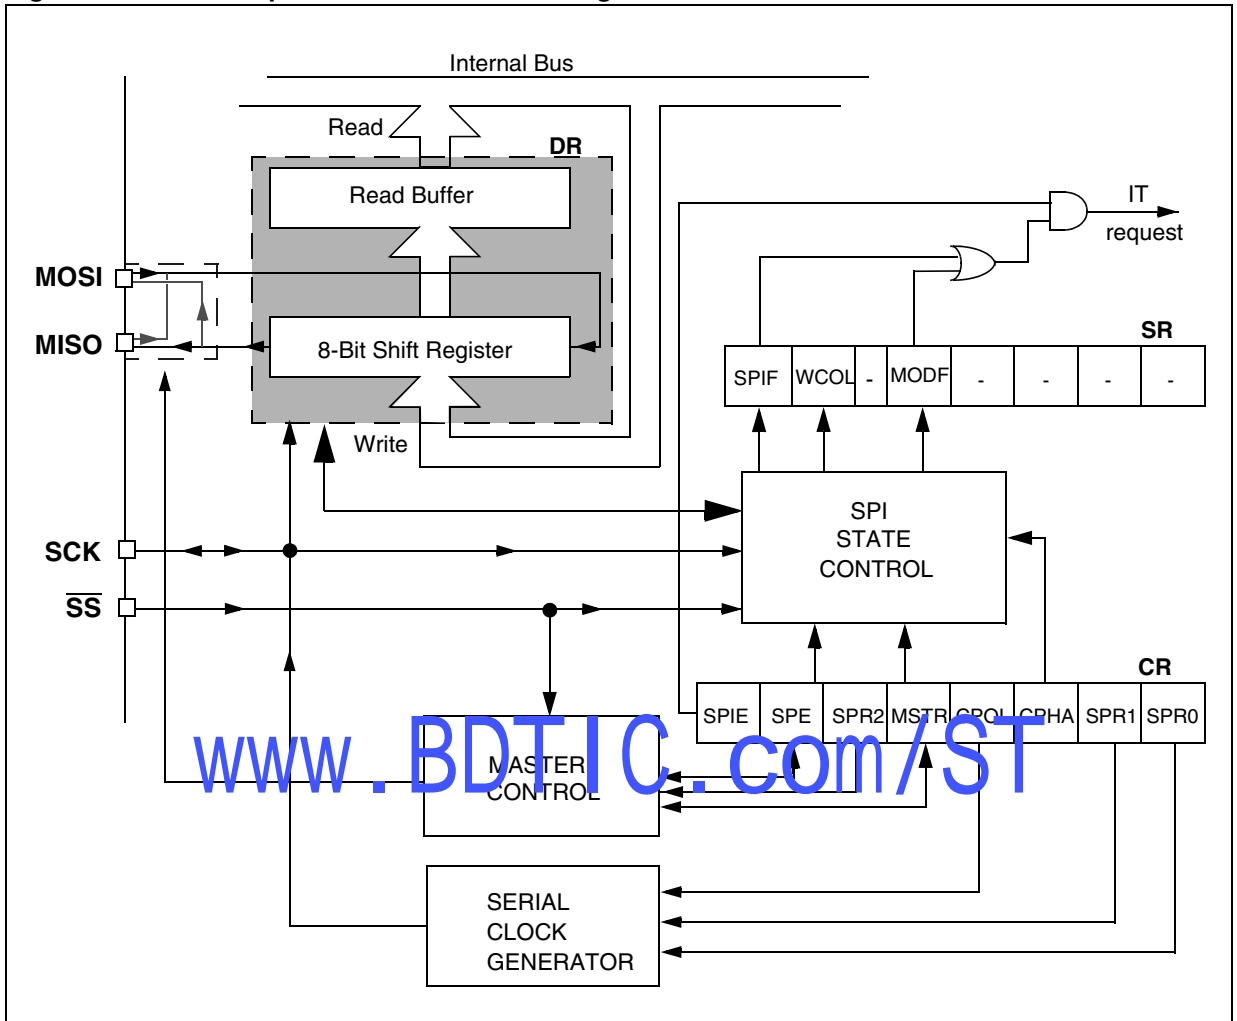 Internal Bus
Read
DR
Read Buffer
IT
request
MOSI
MISO
8-Bit Shift Register
SR
SPIF WCOL - MODF - - - -
Write
SPI
STATE
CONTROL
SCK
SS
CR
SPIE SPE SPR2 MSTR CPOL CPHA SPR1 SPR0
www.BDTIC.com/ST
MASTER
CONTROL
SERIAL
CLOCK
GENERATOR